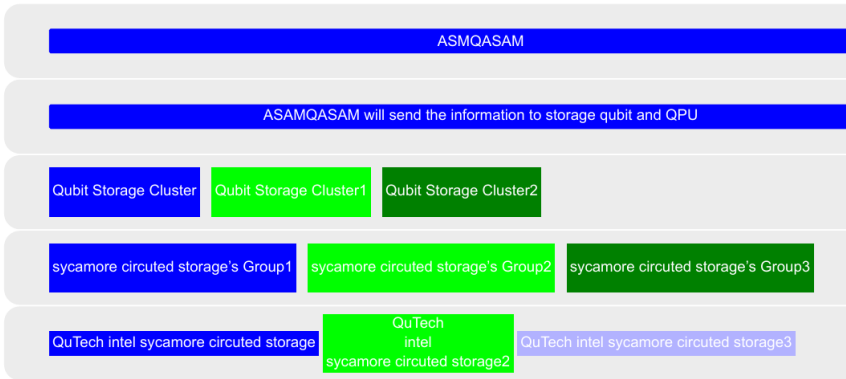 ASMQASAM
ASAMQASAM will send the information to storage qubit and QPU
Qubit Storage Cluster
Qubit Storage Cluster1
Qubit Storage Cluster2
sycamore circuted storage's Group1
sycamore circuted storage's Group2
sycamore circuted storage's Group3
QuTech intel sycamore circuted storage
QuTech
intel
sycamore circuted storage2
QuTech intel sycamore circuted storage3